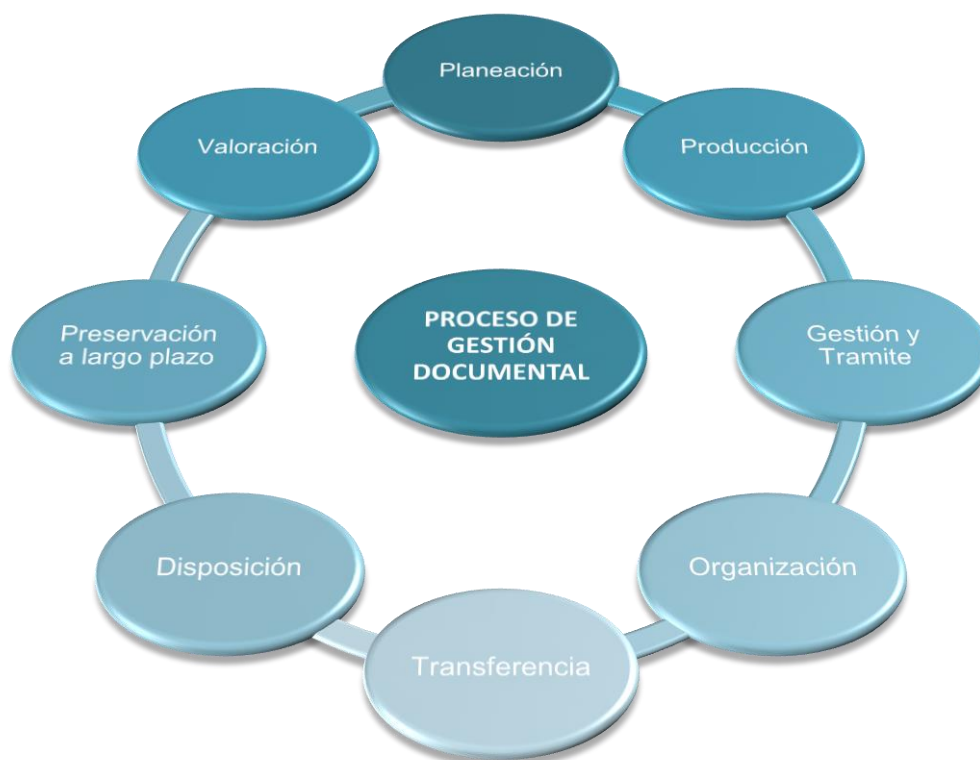 Planeación
Producción
Gestión y
Tramite
Organización
Transferencia
Disposición
Preservación
a largo plazo
Valoración
PROCESO DE
GESTIÓN
DOCUMENTAL